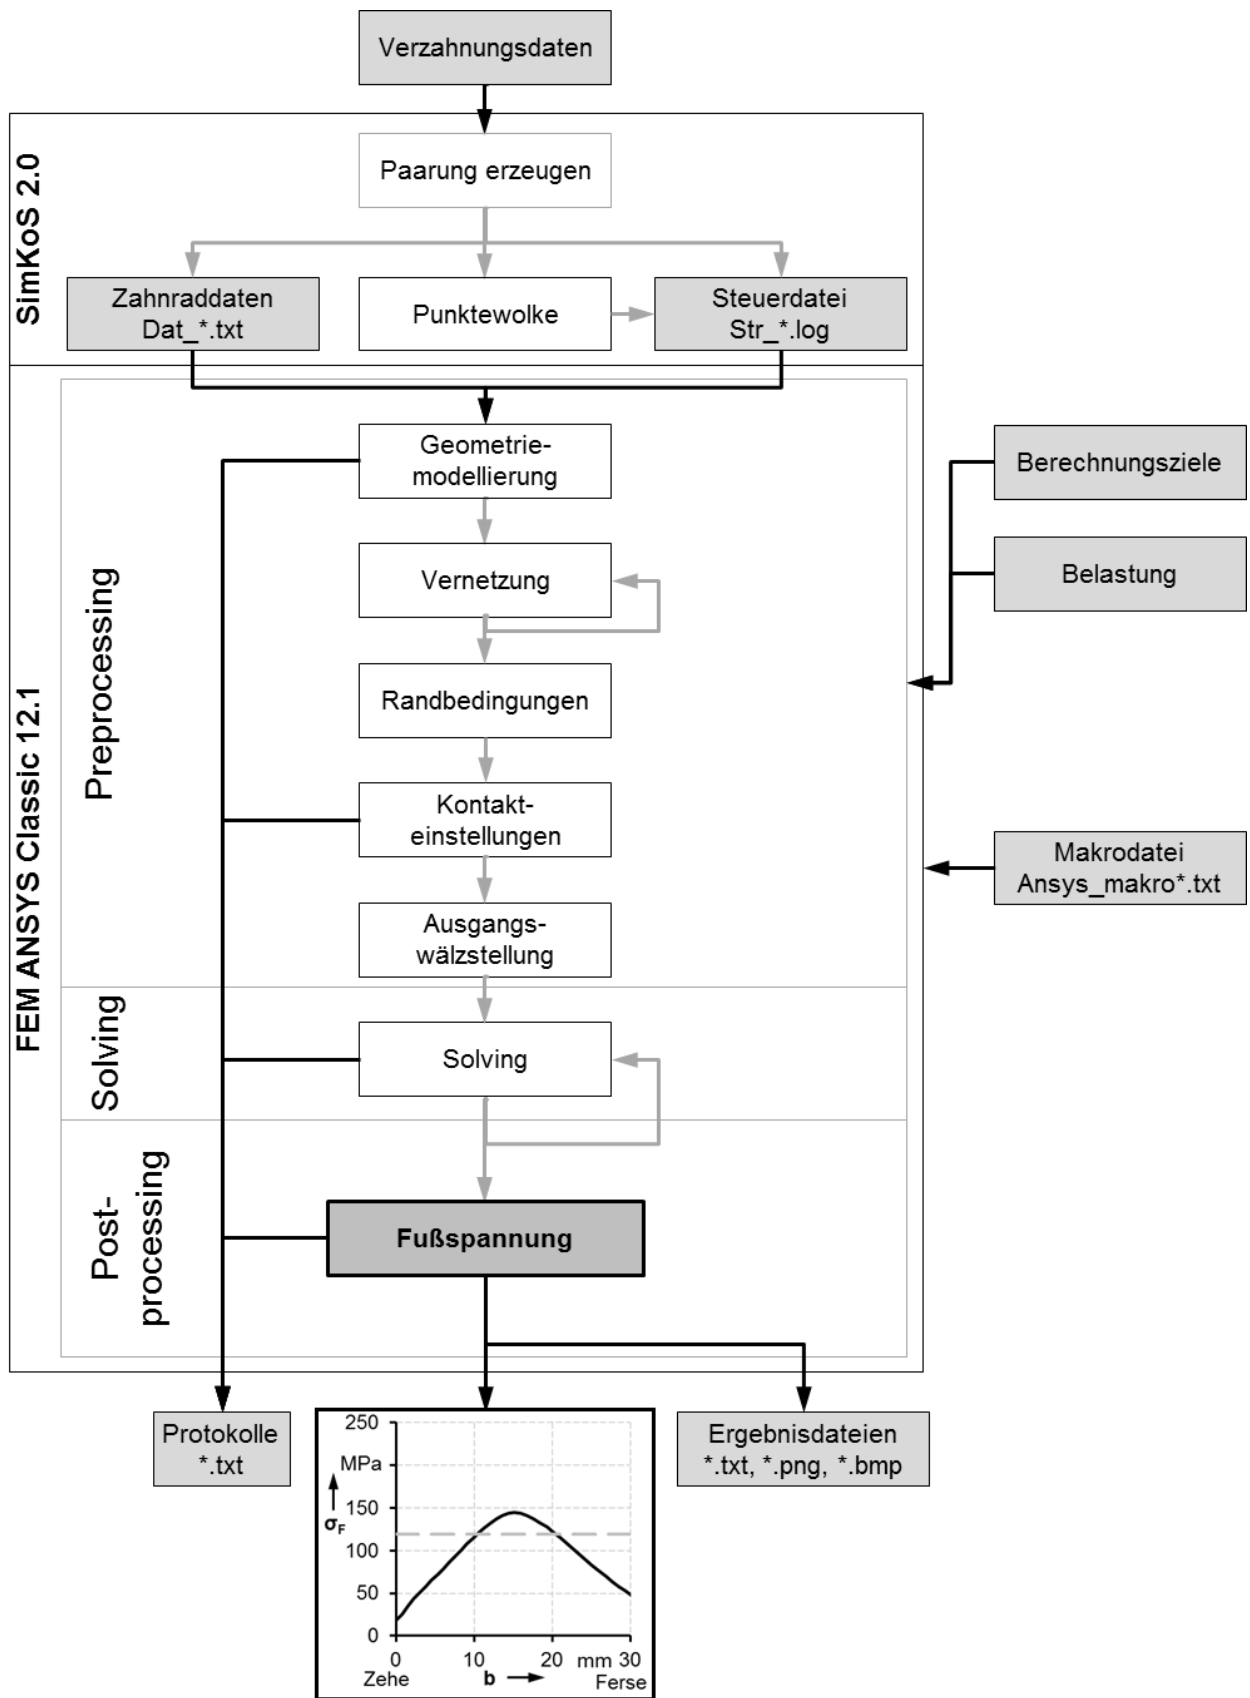 Verzahnungsdaten
SimKoS 2.0
Paarung erzeugen
Zahnraddaten
Dat_*.txt
Punktewolke
Steuerdatei
Str_*.log
FEM ANSYS Classic 12.1
Preprocessing
Geometrie-
modellierung
Berechnungsziele
Vernetzung
Belastung
Randbedingungen
Kontakt-
einstellungen
Makrodatei
Ansys_makro*.txt
Ausgangs-
wälzstellung
Solving
Solving
Post-
processing
Fußspannung
Protokolle
*.txt
Ergebnisdateien
*.txt, *.png, *.bmp
250
MPa
150
σF
100
50
0
0 10 20 mm 30
Zehe b Ferse